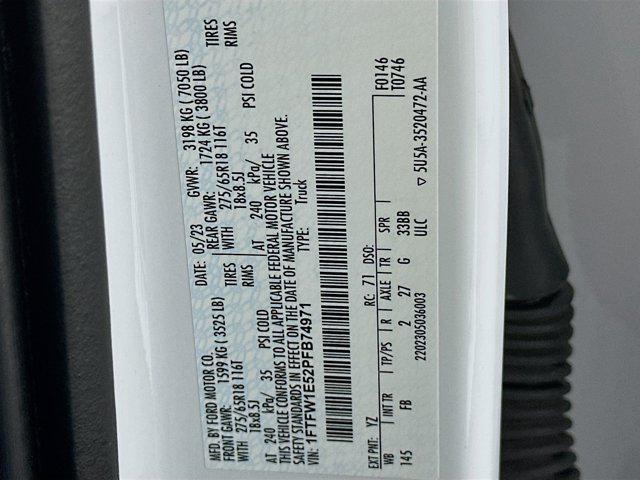 MFD. BY FORD MOTOR CO.
DATE: 05/23 GVWR: 3198 KG ( 7050 LB)
FRONT GAWR: 1599 KG ( 3525 LB) REAR GAWR: 1724 KG ( 3800 LB)
WITH 275/65R18 116T TIRES WITH 275/65R18 116T TIRES
18x8.5J RIMS 18x8.5J RIMS
AT 240 kPa/ 35 PSI COLD AT 240 kPa/ 35 PSI COLD
THIS VEHICLE CONFORMS TO ALL APPLICABLE FEDERAL MOTOR VEHICLE
SAFETY STANDARDS IN EFFECT ON THE DATE OF MANUFACTURE SHOWN ABOVE.
VIN: 1FTFW1E52PFB74971 TYPE: Truck
F0146
T0746
EXT PNT: YZ RC: 71 DSO:
WB INT TR TP/PS R AXLE TR SPR
145 FB 2 27 G 33BB
2202305036003 ULC
▽ 5U5A-3520472-AA